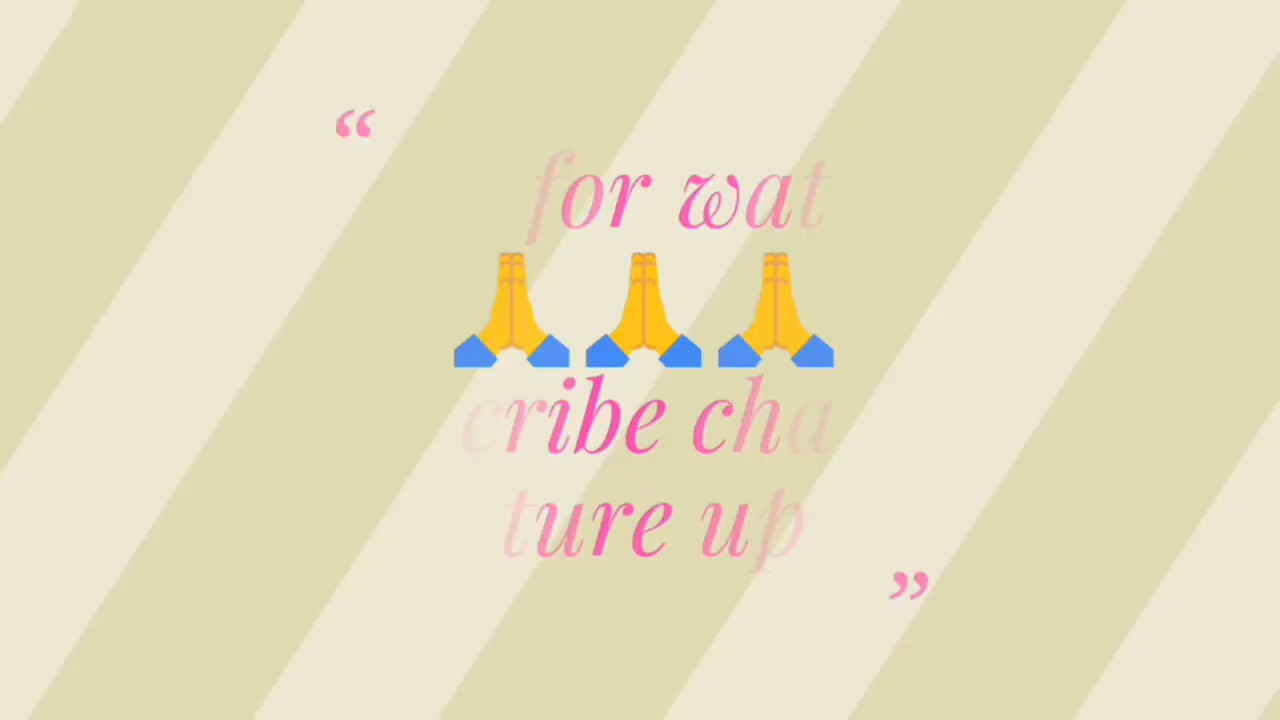 “
for wat
🙏🙏🙏
cribe cha
ture up
”